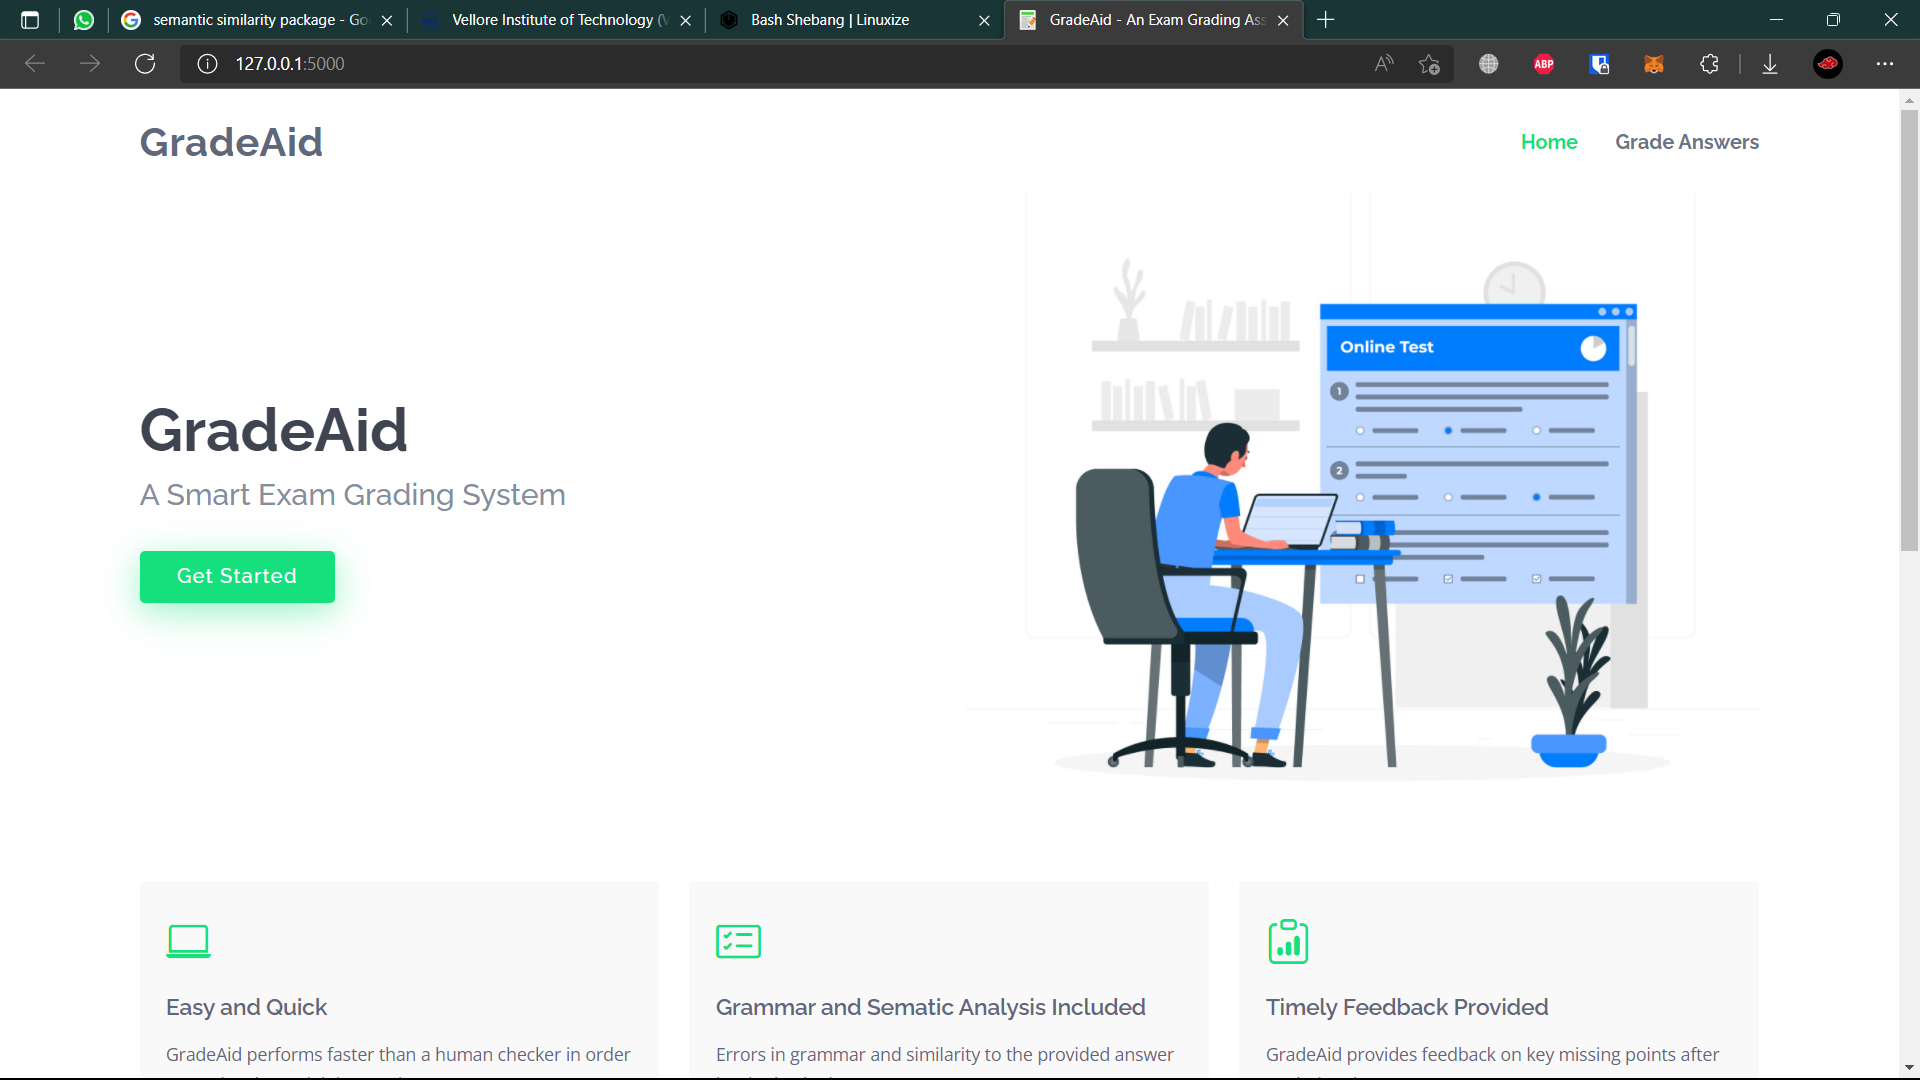 semantic similarity package - Go
Vellore Institute of Technology (V
Bash Shebang | Linuxize
GradeAid - An Exam Grading Ass
127.0.0.1:5000
ABP
GradeAid
Home
Grade Answers
Online Test
1
2
GradeAid
A Smart Exam Grading System
Get Started
Easy and Quick
Grammar and Sematic Analysis Included
Timely Feedback Provided
GradeAid performs faster than a human checker in order
Errors in grammar and similarity to the provided answer
GradeAid provides feedback on key missing points after